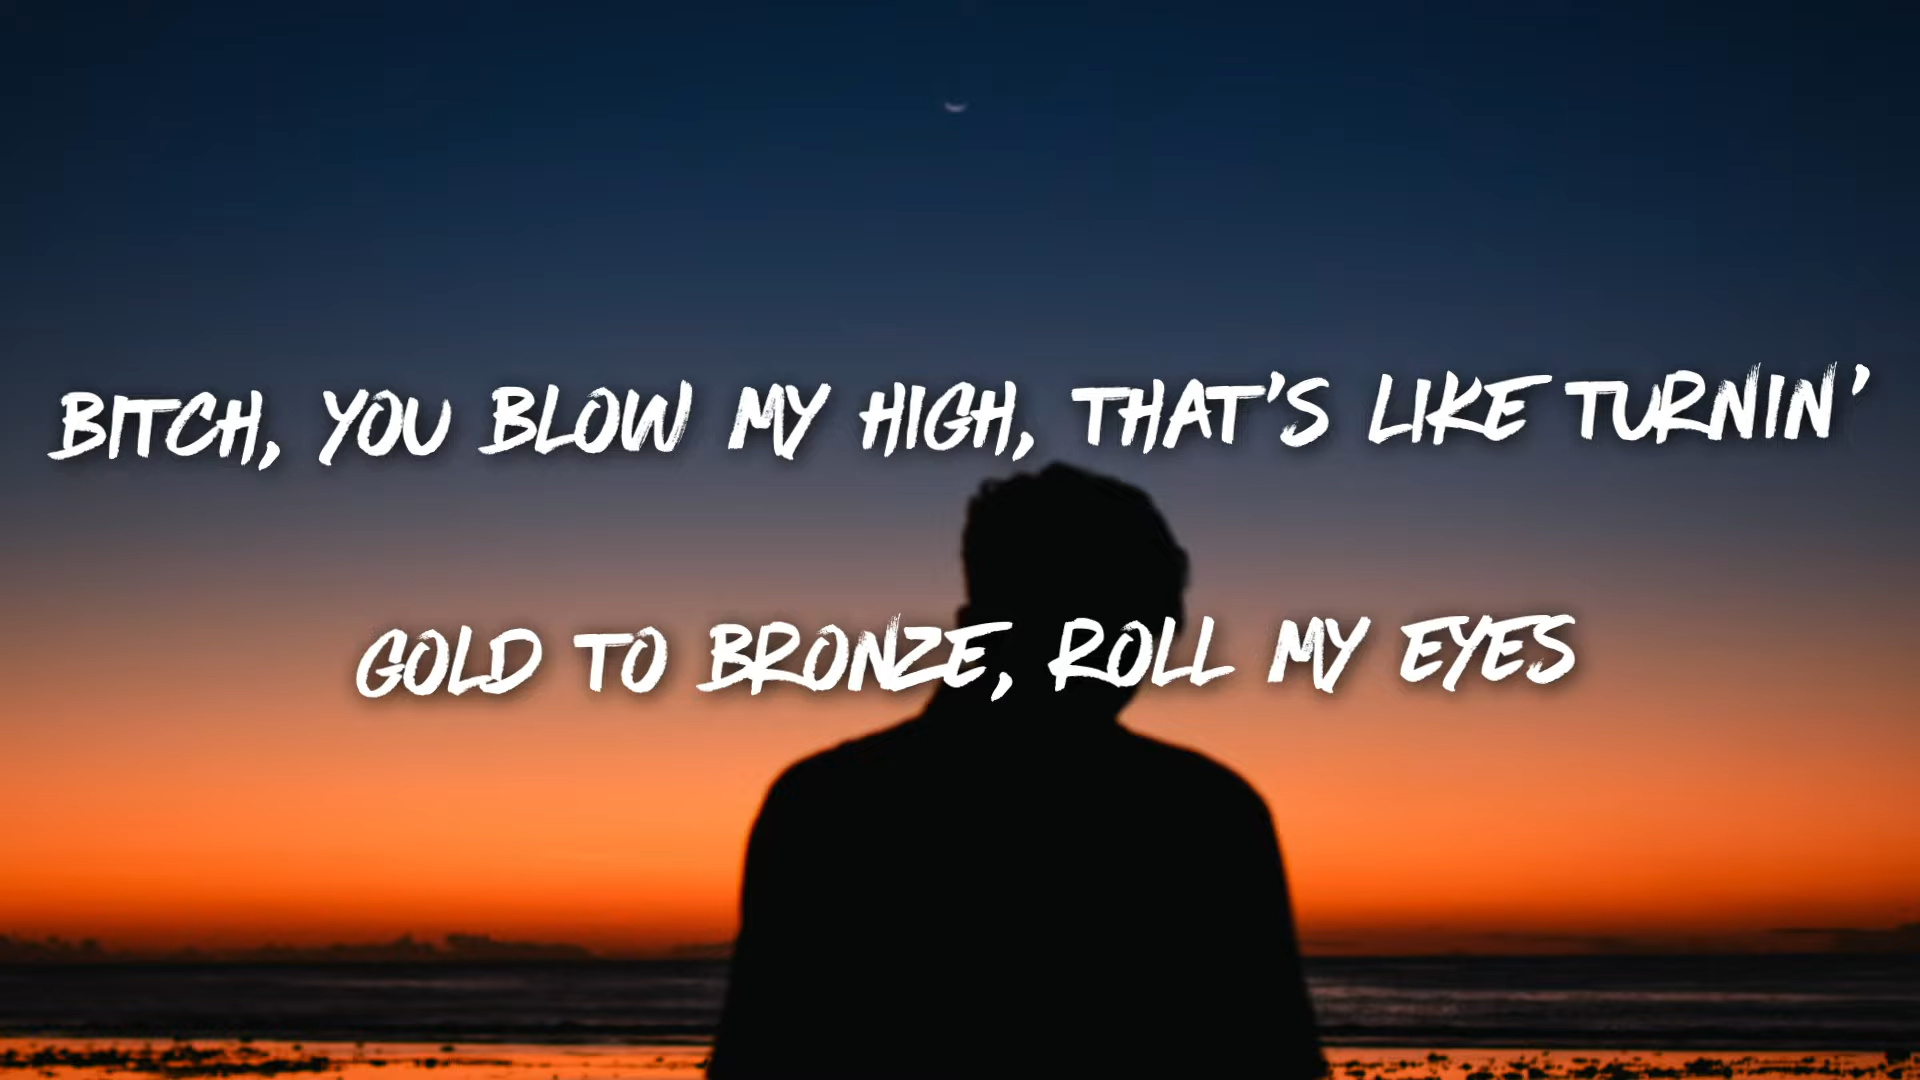 BITCH, YOU BLOW MY HIGH, THAT'S LIKE TURNIN'
GOLD TO BRONZE, ROLL MY EYES